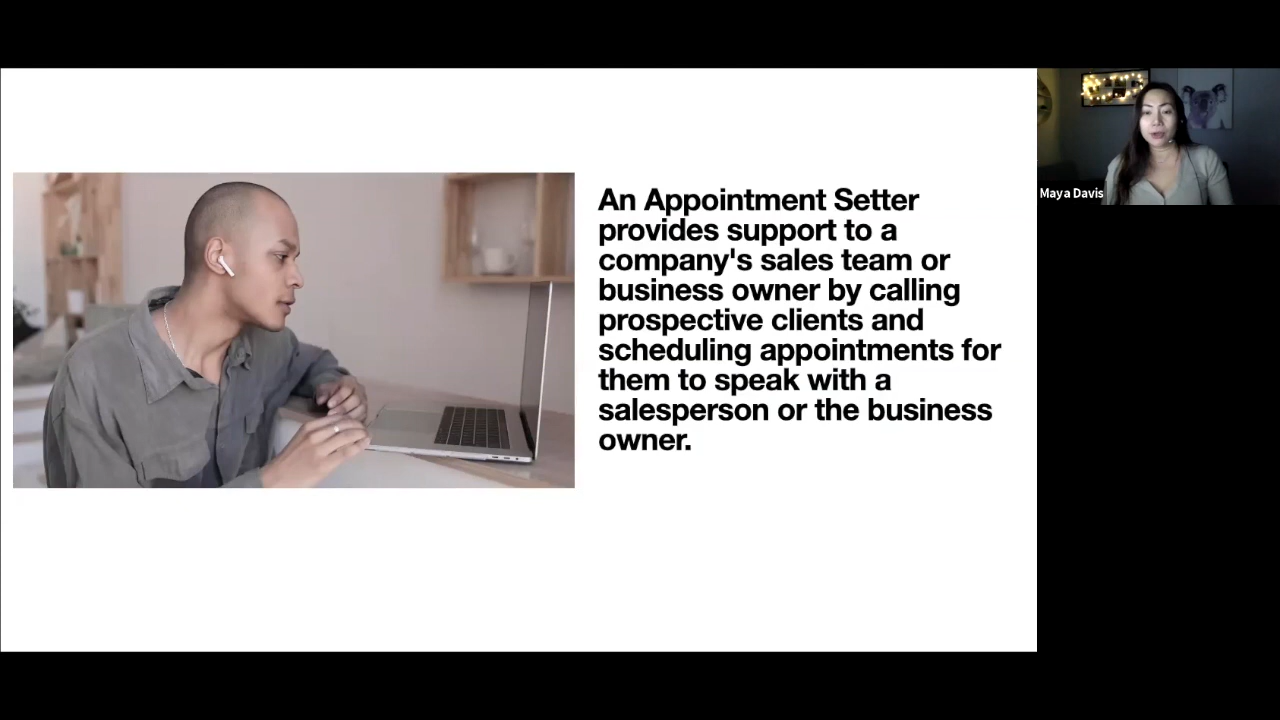 An Appointment Setter
provides support to a
company's sales team or
business owner by calling
prospective clients and
scheduling appointments for
them to speak with a
salesperson or the business
owner.
Maya Davis